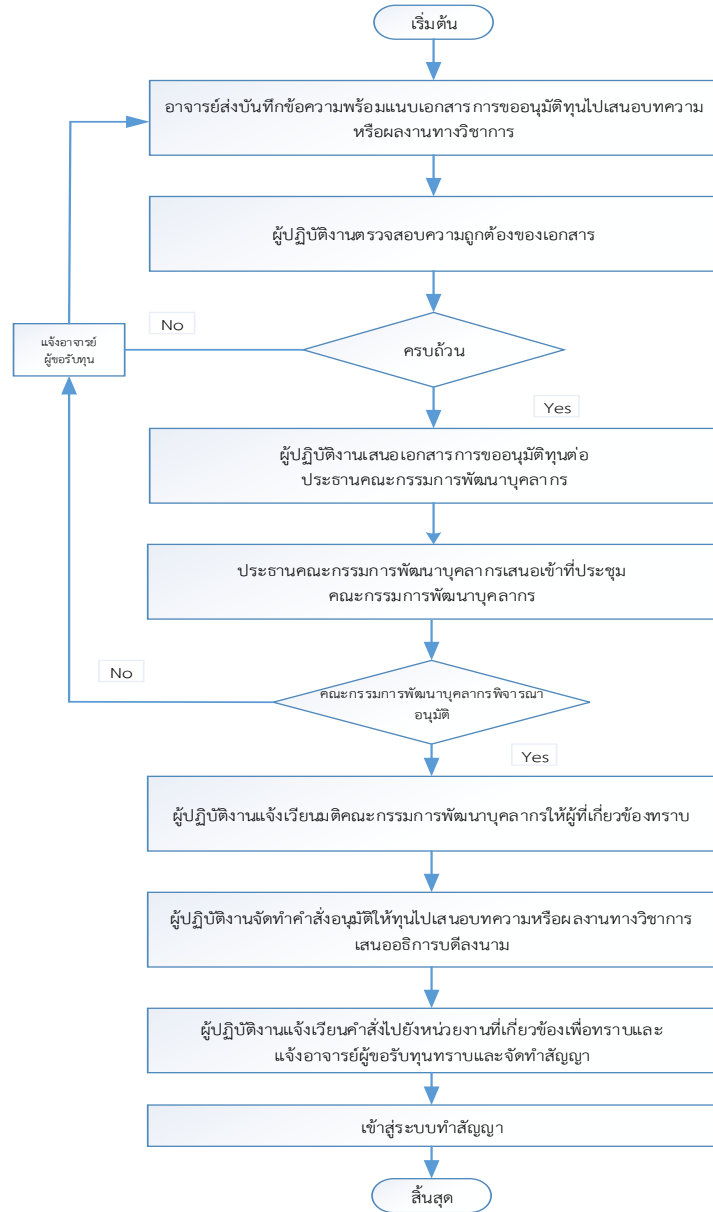 เริ่มต้น
อาจารย์ส่งบันทึกข้อความพร้อมแนบเอกสารการขออนุมัติทุนไปเสนอบทความ
หรือผลงานทางวิชาการ
ผู้ปฏิบัติงานตรวจสอบความถูกต้องของเอกสาร
No
แจ้งอาจารย์
ผู้ขอรับทุน
ครบถ้วน
Yes
ผู้ปฏิบัติงานเสนอเอกสารการขออนุมัติทุนต่อ
ประธานคณะกรรมการพัฒนาบุคลากร
ประธานคณะกรรมการพัฒนาบุคลากรเสนอเข้าที่ประชุม
คณะกรรมการพัฒนาบุคลากร
No
คณะกรรมการพัฒนาบุคลากรพิจารณา
อนุมัติ
Yes
ผู้ปฏิบัติงานแจ้งเวียนมติคณะกรรมการพัฒนาบุคลากรให้ผู้ที่เกี่ยวข้องทราบ
ผู้ปฏิบัติงานจัดทำคำสั่งอนุมัติให้ทุนไปเสนอบทความหรือผลงานทางวิชาการ
เสนออธิการบดีลงนาม
ผู้ปฏิบัติงานแจ้งเวียนคำสั่งไปยังหน่วยงานที่เกี่ยวข้องเพื่อทราบและ
แจ้งอาจารย์ผู้ขอรับทุนทราบและจัดทำสัญญา
เข้าสู่ระบบทำสัญญา
สิ้นสุด